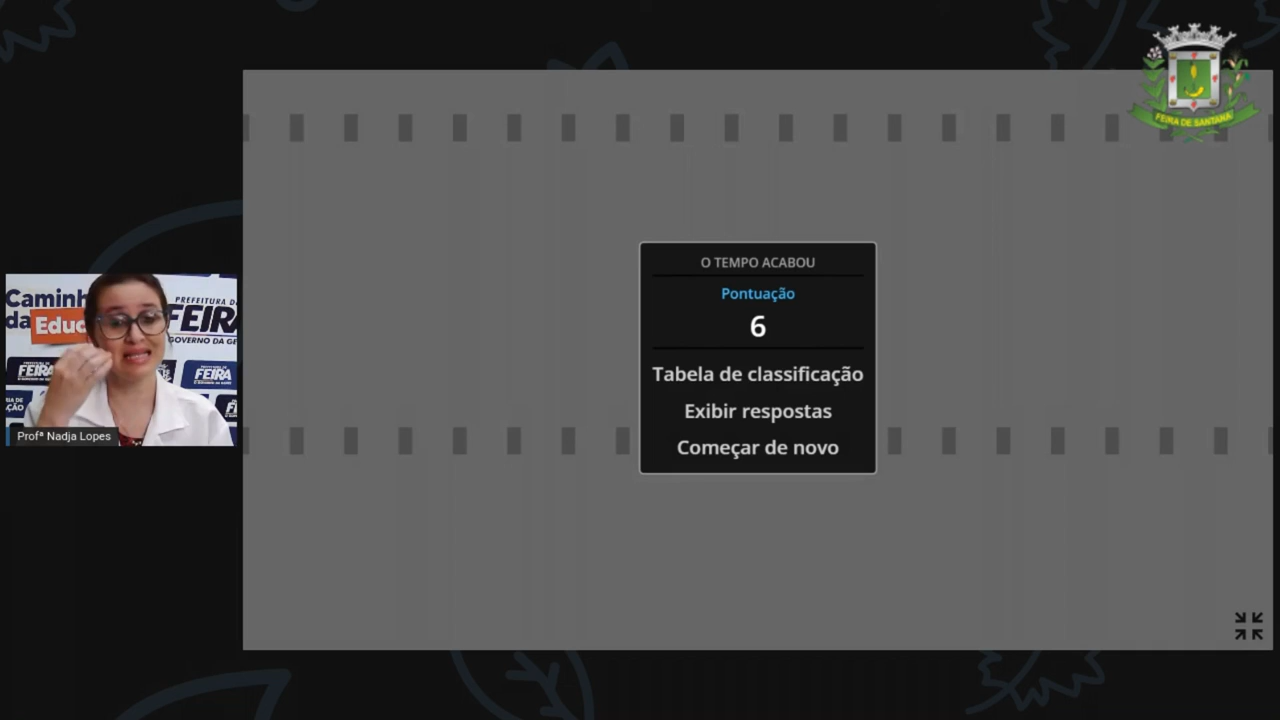 FEIRA DE SANTANA
O TEMPO ACABOU
Pontuação
6
Tabela de classificação
Exibir respostas
Começar de novo
Caminh
da Educ
PREFEITURA D
FEIR
GOVERNO DA GE
FEIRA
FEIRA
Profª Nadja Lopes